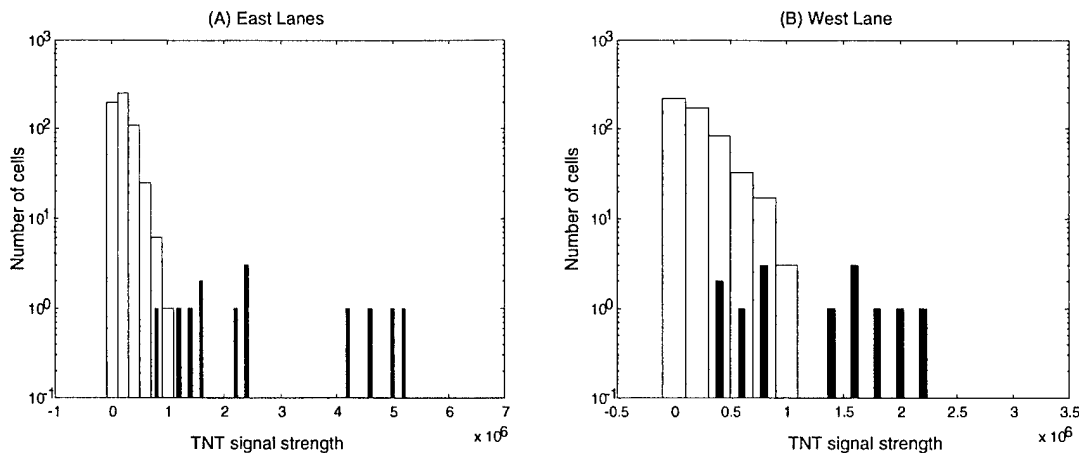 (A) East Lanes
Number of cells
10^3
10^2
10^1
10^0
10^-1
-1 0 1 2 3 4 5 6 7
x 10^6
TNT signal strength
(B) West Lane
Number of cells
10^3
10^2
10^1
10^0
10^-1
-0.5 0 0.5 1 1.5 2 2.5 3 3.5
x 10^6
TNT signal strength